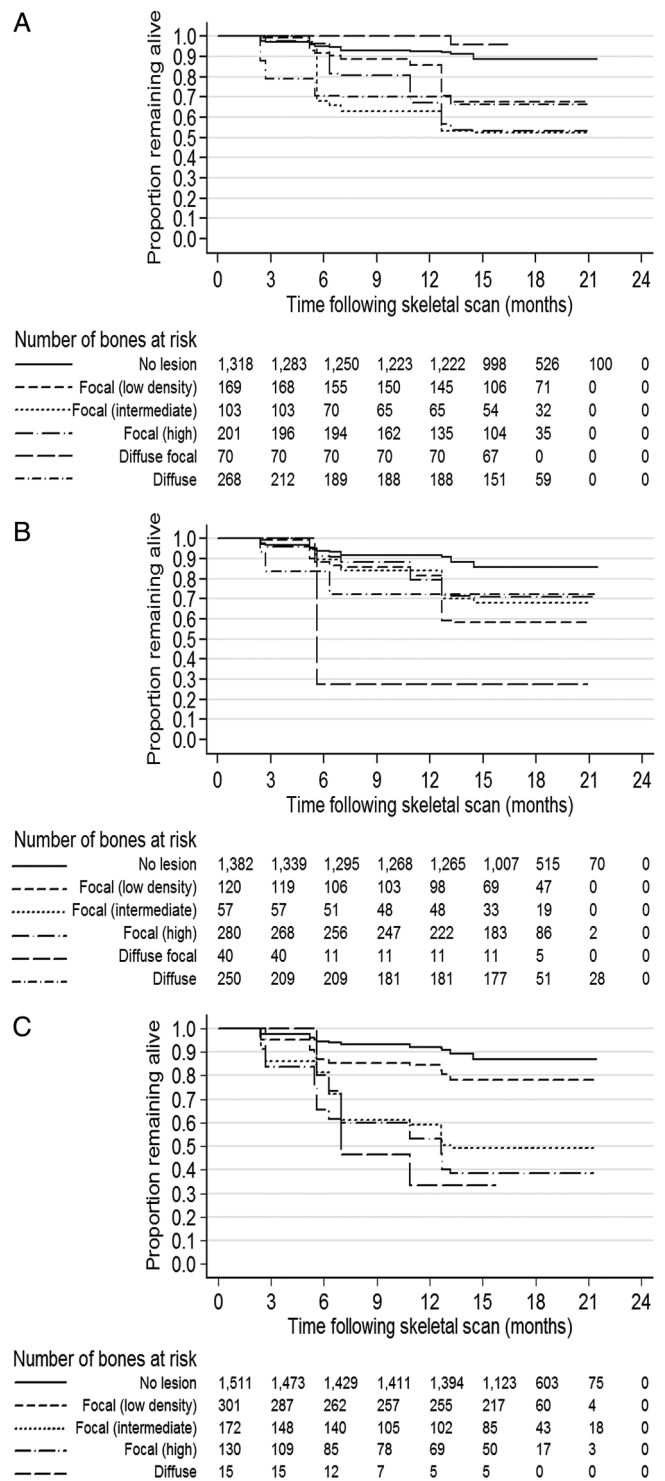 A
Proportion remaining alive
1.0
0.9
0.8
0.7
0.6
0.5
0.4
0.3
0.2
0.1
0.0
0 3 6 9 12 15 18 21 24
Time following skeletal scan (months)
Number of bones at risk
No lesion 1,318 1,283 1,250 1,223 1,222 998 526 100 0
Focal (low density) 169 168 155 150 145 106 71 0 0
Focal (intermediate) 103 103 70 65 65 54 32 0 0
Focal (high) 201 196 194 162 135 104 35 0 0
Diffuse focal 70 70 70 70 70 67 0 0 0
Diffuse 268 212 189 188 188 151 59 0 0
B
Proportion remaining alive
1.0
0.9
0.8
0.7
0.6
0.5
0.4
0.3
0.2
0.1
0.0
0 3 6 9 12 15 18 21 24
Time following skeletal scan (months)
Number of bones at risk
No lesion 1,382 1,339 1,295 1,268 1,265 1,007 515 70 0
Focal (low density) 120 119 106 103 98 69 47 0 0
Focal (intermediate) 57 57 51 48 48 33 19 0 0
Focal (high) 280 268 256 247 222 183 86 2 0
Diffuse focal 40 40 11 11 11 11 5 0 0
Diffuse 250 209 209 181 181 177 51 28 0
C
Proportion remaining alive
1.0
0.9
0.8
0.7
0.6
0.5
0.4
0.3
0.2
0.1
0.0
0 3 6 9 12 15 18 21 24
Time following skeletal scan (months)
Number of bones at risk
No lesion 1,511 1,473 1,429 1,411 1,394 1,123 603 75 0
Focal (low density) 301 287 262 257 255 217 60 4 0
Focal (intermediate) 172 148 140 105 102 85 43 18 0
Focal (high) 130 109 85 78 69 50 17 3 0
Diffuse 15 15 12 7 5 5 0 0 0